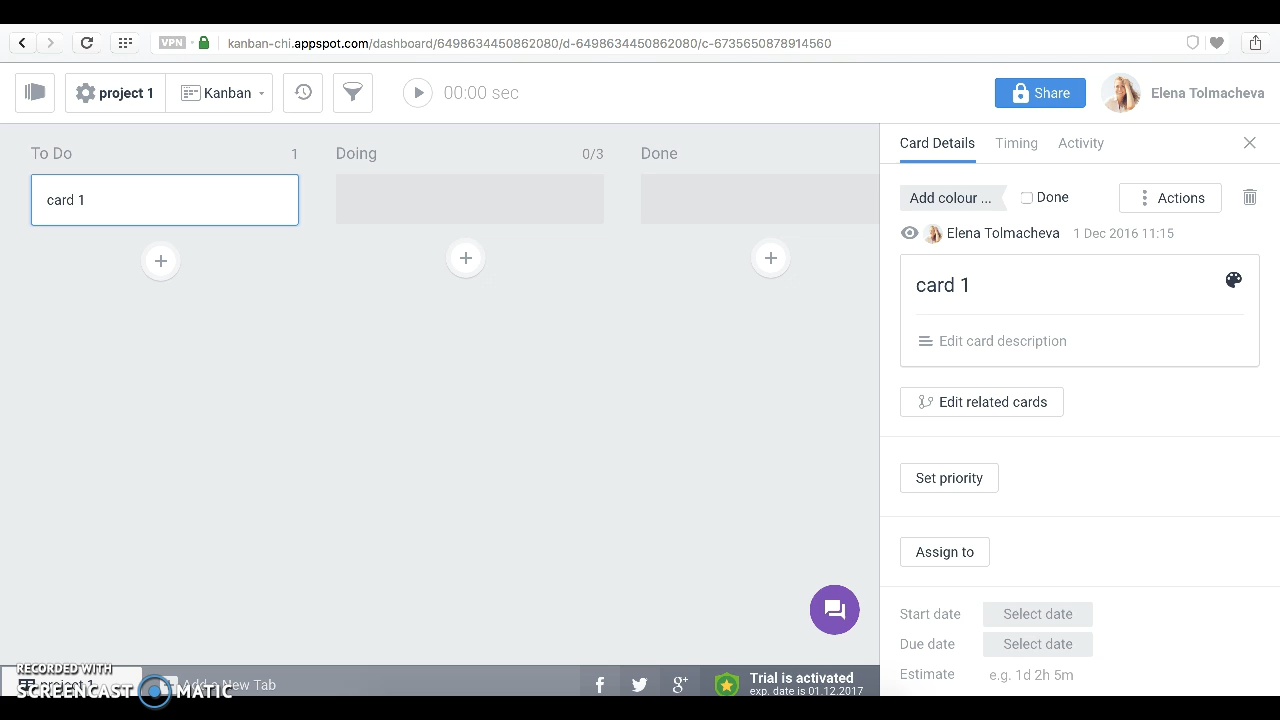 VPN
kanban-chi.appspot.com/dashboard/6498634450862080/d-6498634450862080/c-6735650878914560
project 1
Kanban
00:00 sec
Share
Elena Tolmacheva
To Do 1
Doing 0/3
Done
card 1
Card Details Timing Activity
Add colour ...
Done
Actions
Elena Tolmacheva 1 Dec 2016 11:15
card 1
Edit card description
Edit related cards
Set priority
Assign to
Start date Select date
Due date Select date
Estimate e.g. 1d 2h 5m
project 1
Add a New Tab
Trial is activated
exp. date is 01.12.2017
RECORDED WITH
SCREENCAST MATIC